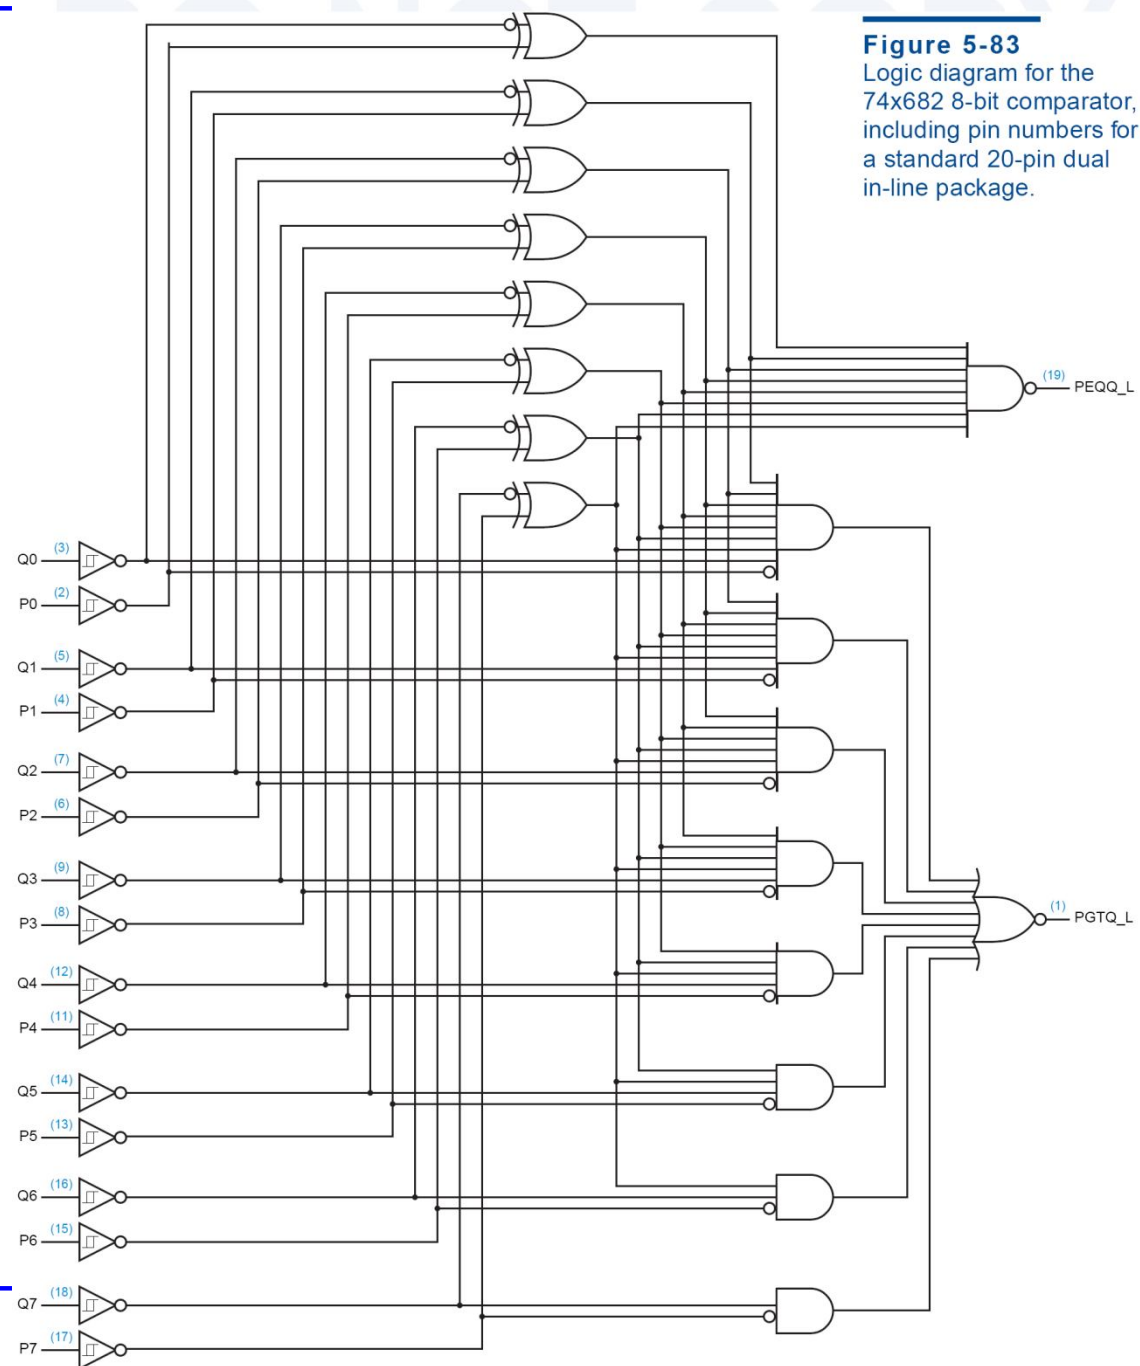 Figure 5-83
Logic diagram for the
74x682 8-bit comparator,
including pin numbers for
a standard 20-pin dual
in-line package.
(19)
PEQQ_L
Q0 (3)
P0 (2)
Q1 (5)
P1 (4)
Q2 (7)
P2 (6)
Q3 (9)
P3 (8)
(1)
PGTQ_L
Q4 (12)
P4 (11)
Q5 (14)
P5 (13)
Q6 (16)
P6 (15)
Q7 (18)
P7 (17)